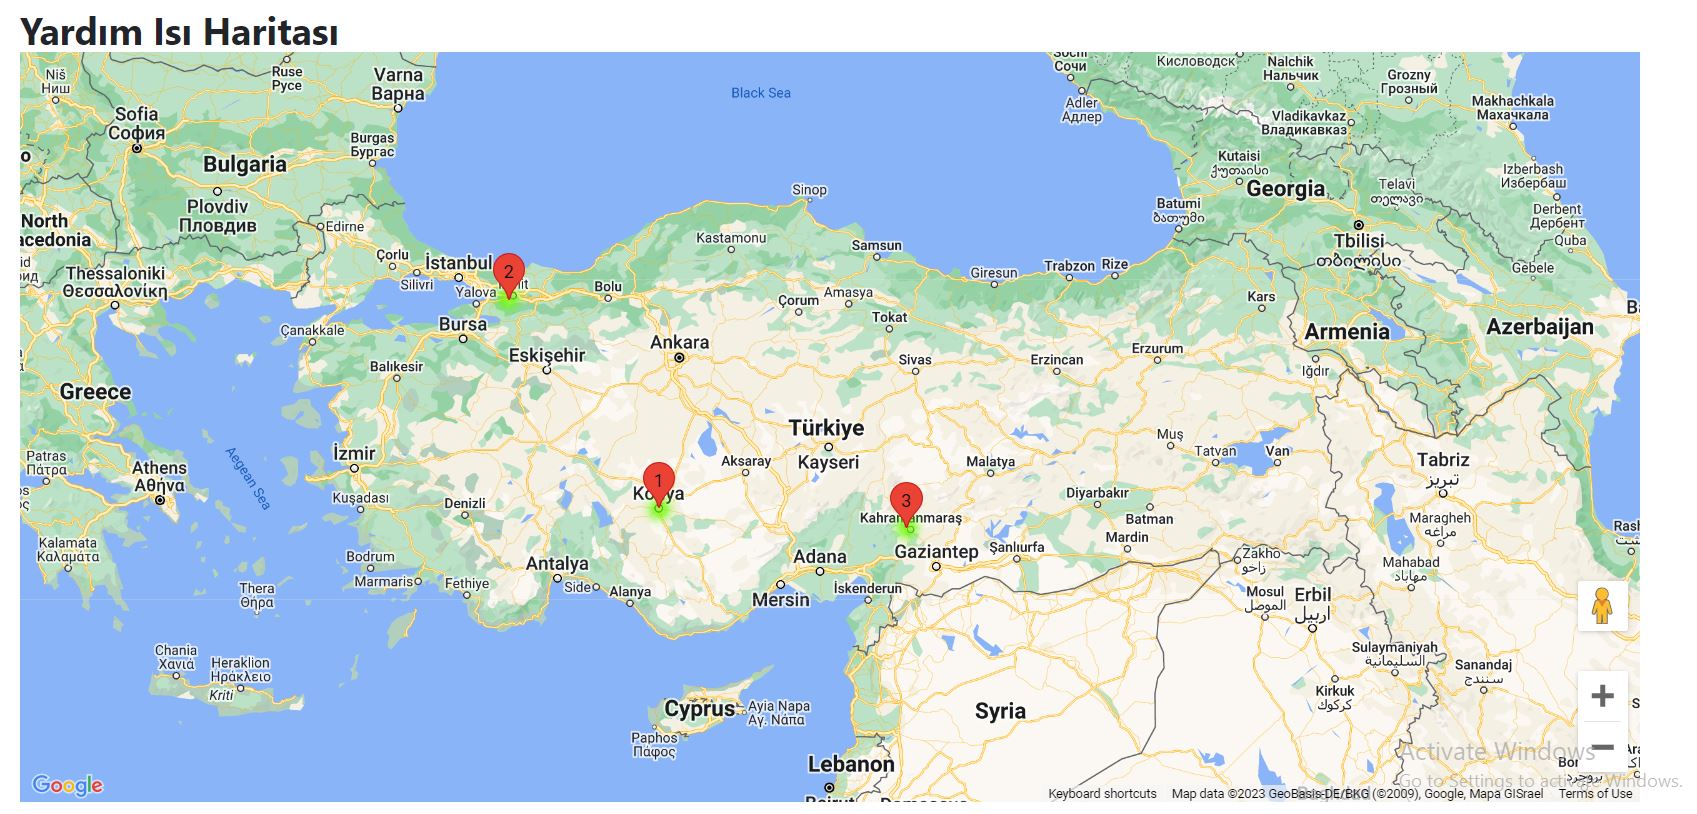 Yardım Isı Haritası
Niš
Ниш
Ruse
Русе
Varna
Варна
Black Sea
Сочи
Adler
Адлер
Кисловодск
Nalchik
Нальчик
Grozny
Грозный
Makhachkala
Махачкала
Sofia
София
Burgas
Бургас
Vladikavkaz
Владикавказ
Bulgaria
Kutaisi
ქუთაისი
Georgia
Telavi
თელავი
Izberbash
Избербаш
Plovdiv
Пловдив
Sinop
Batumi
ბათუმი
Derbent
Дербент
North
Edirne
Kastamonu
Samsun
Tbilisi
თბილისი
Quba
Thessaloniki
Θεσσαλονίκη
Çorlu
İstanbul
2
Silivri
Yalova
Bolu
Giresun
Trabzon
Rize
Gebele
Çorum
Amasya
Kars
Bursa
Tokat
Armenia
Azerbaijan
Çanakkale
Eskişehir
Ankara
Sivas
Erzincan
Erzurum
Iğdır
Balıkesir
Greece
Türkiye
Kayseri
Muş
Tatvan
Van
Patras
Πάτρα
Athens
Αθήνα
Aegean Sea
İzmir
Aksaray
Malatya
Tabriz
تبریز
1
3
Kuşadası
Denizli
Konya
Kahramanmaraş
Diyarbakır
Batman
Mardin
Maragheh
مراغه
Kalamata
Καλαμάτα
Bodrum
Marmaris
Fethiye
Antalya
Side
Alanya
Adana
Mersin
İskenderun
Gaziantep
Şanlıurfa
Zakho
زاخو
Mahabad
مهاباد
Thera
Θήρα
Mosul
الموصل
Erbil
اربيل
Chania
Χανιά
Heraklion
Ηράκλειο
Kriti
Sulaymaniyah
السليمانية
Sanandaj
سنندج
Kirkuk
كركوك
Cyprus
Ayia Napa
Αγ. Νάπα
Paphos
Πάφος
Syria
Lebanon
Activate Windows
Go to Settings to activate Windows.
Google
Keyboard shortcuts
Map data ©2023 GeoBasis-DE/BKG (©2009), Google, Mapa GISrael
Terms of Use